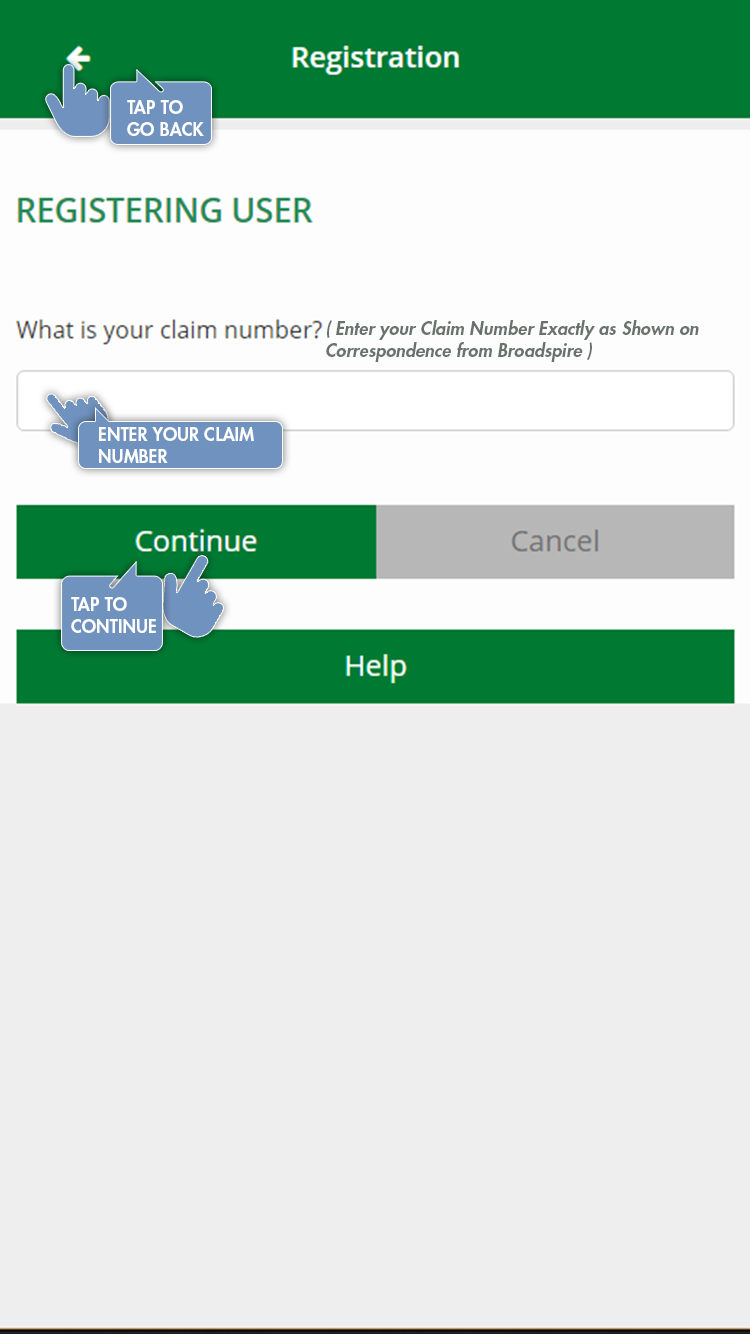 Registration
TAP TO
GO BACK
REGISTERING USER
What is your claim number? ( Enter your Claim Number Exactly as Shown on
Correspondence from Broadspire )
ENTER YOUR CLAIM
NUMBER
Continue
Cancel
TAP TO
CONTINUE
Help